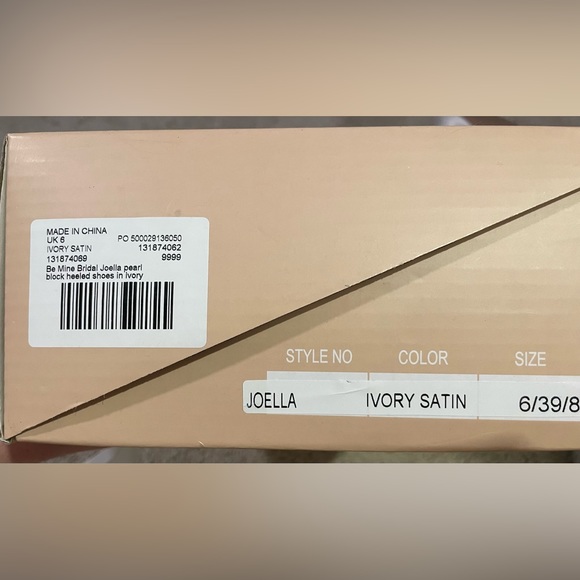 MADE IN CHINA
UK 6 PO 500029136050
IVORY SATIN 131874062
131874069 9999
Be Mine Bridal Joella pearl
block heeled shoes in ivory
STYLE NO COLOR SIZE
JOELLA IVORY SATIN 6/39/8